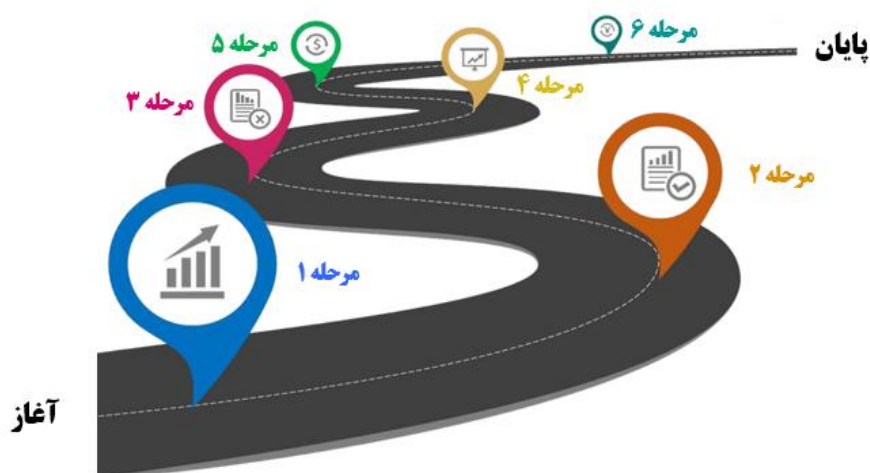 آغاز
مرحله ۱
مرحله ۲
مرحله ۳
مرحله ۴
مرحله ۵
مرحله ۶
پایان